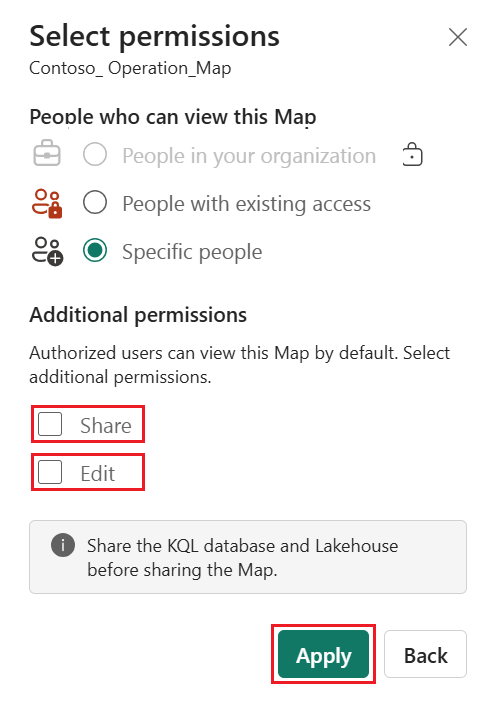 Select permissions
Contoso_ Operation_Map
People who can view this Map
People in your organization
People with existing access
Specific people
Additional permissions
Authorized users can view this Map by default. Select
additional permissions.
Share
Edit
Share the KQL database and Lakehouse
before sharing the Map.
Apply
Back